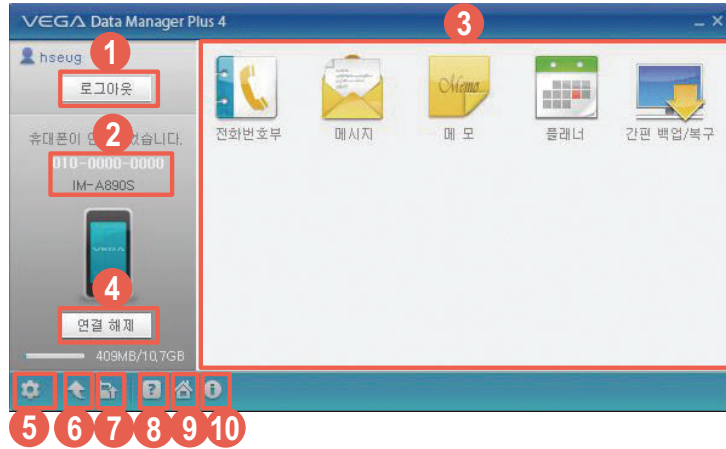 VEGA Data Manager Plus 4
hseug
1
로그아웃
2
휴대폰이 었습니다.
010-0000-0000
IM-A890S
VEGA
4
연결 해제
409MB/10,7GB
3
전화번호부
메시지
Memo
메 모
플래너
간편 백업/복구
5
6
7
8
9
10